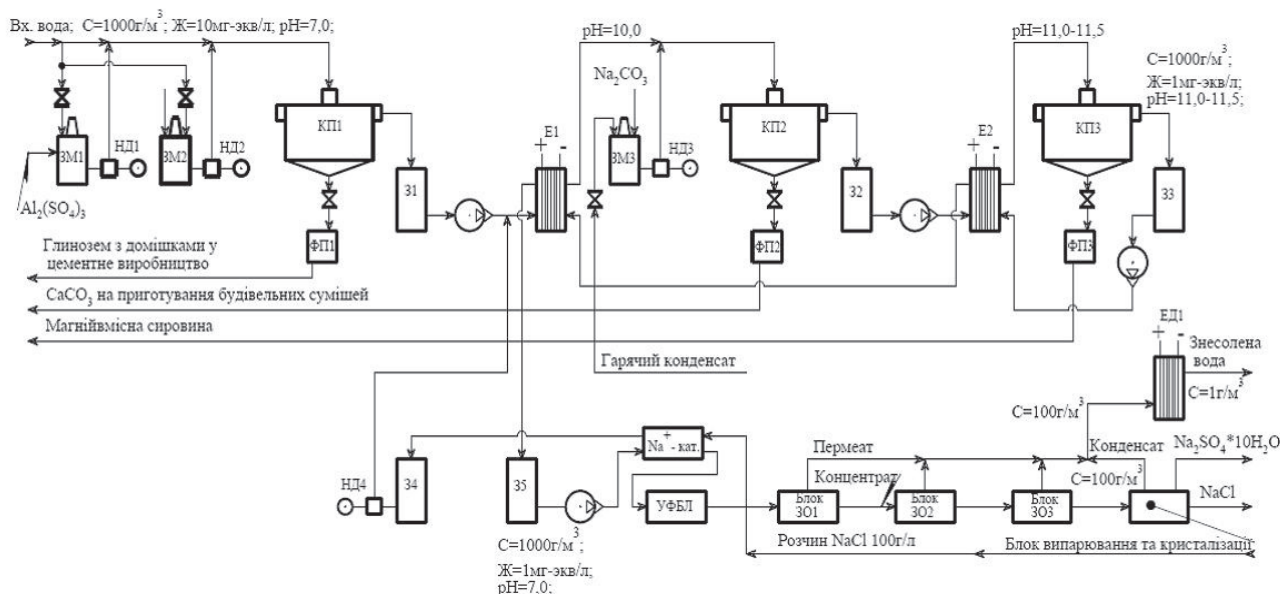 Вх. вода; С=1000г/м³; Ж=10мг-экв/л; рН=7,0;
рН=10,0
рН=11,0-11,5
С=1000г/м³;
Ж=1мг-экв/л;
рН=11,0-11,5;
Na₂CO₃
ЗМ1
НД1
ЗМ2
НД2
КП1
З1
Е1
+ -
ЗМ3
НД3
КП2
З2
Е2
+ -
КП3
З3
Al₂(SO₄)₃
ФП1
ФП2
ФП3
Глинозем з домішками у
цементне виробництво
CaCO₃ на приготування будівельних сумішей
Магніївмісна сировина
Гарячий конденсат
ЕД1
+ -
Знесолена
вода
С=1г/м³
С=100г/м³
Na⁺- кат.
Пермеат
Конденсат
Na₂SO₄*10H₂O
Концентрат
С=100г/м³
НД4
З4
З5
УФБЛ
Блок
ЗО1
Блок
ЗО2
Блок
ЗО3
NaCl
С=1000г/м³;
Ж=1мг-экв/л;
рН=7,0;
Розчин NaCl 100г/л
Блок випарювання та кристалізації